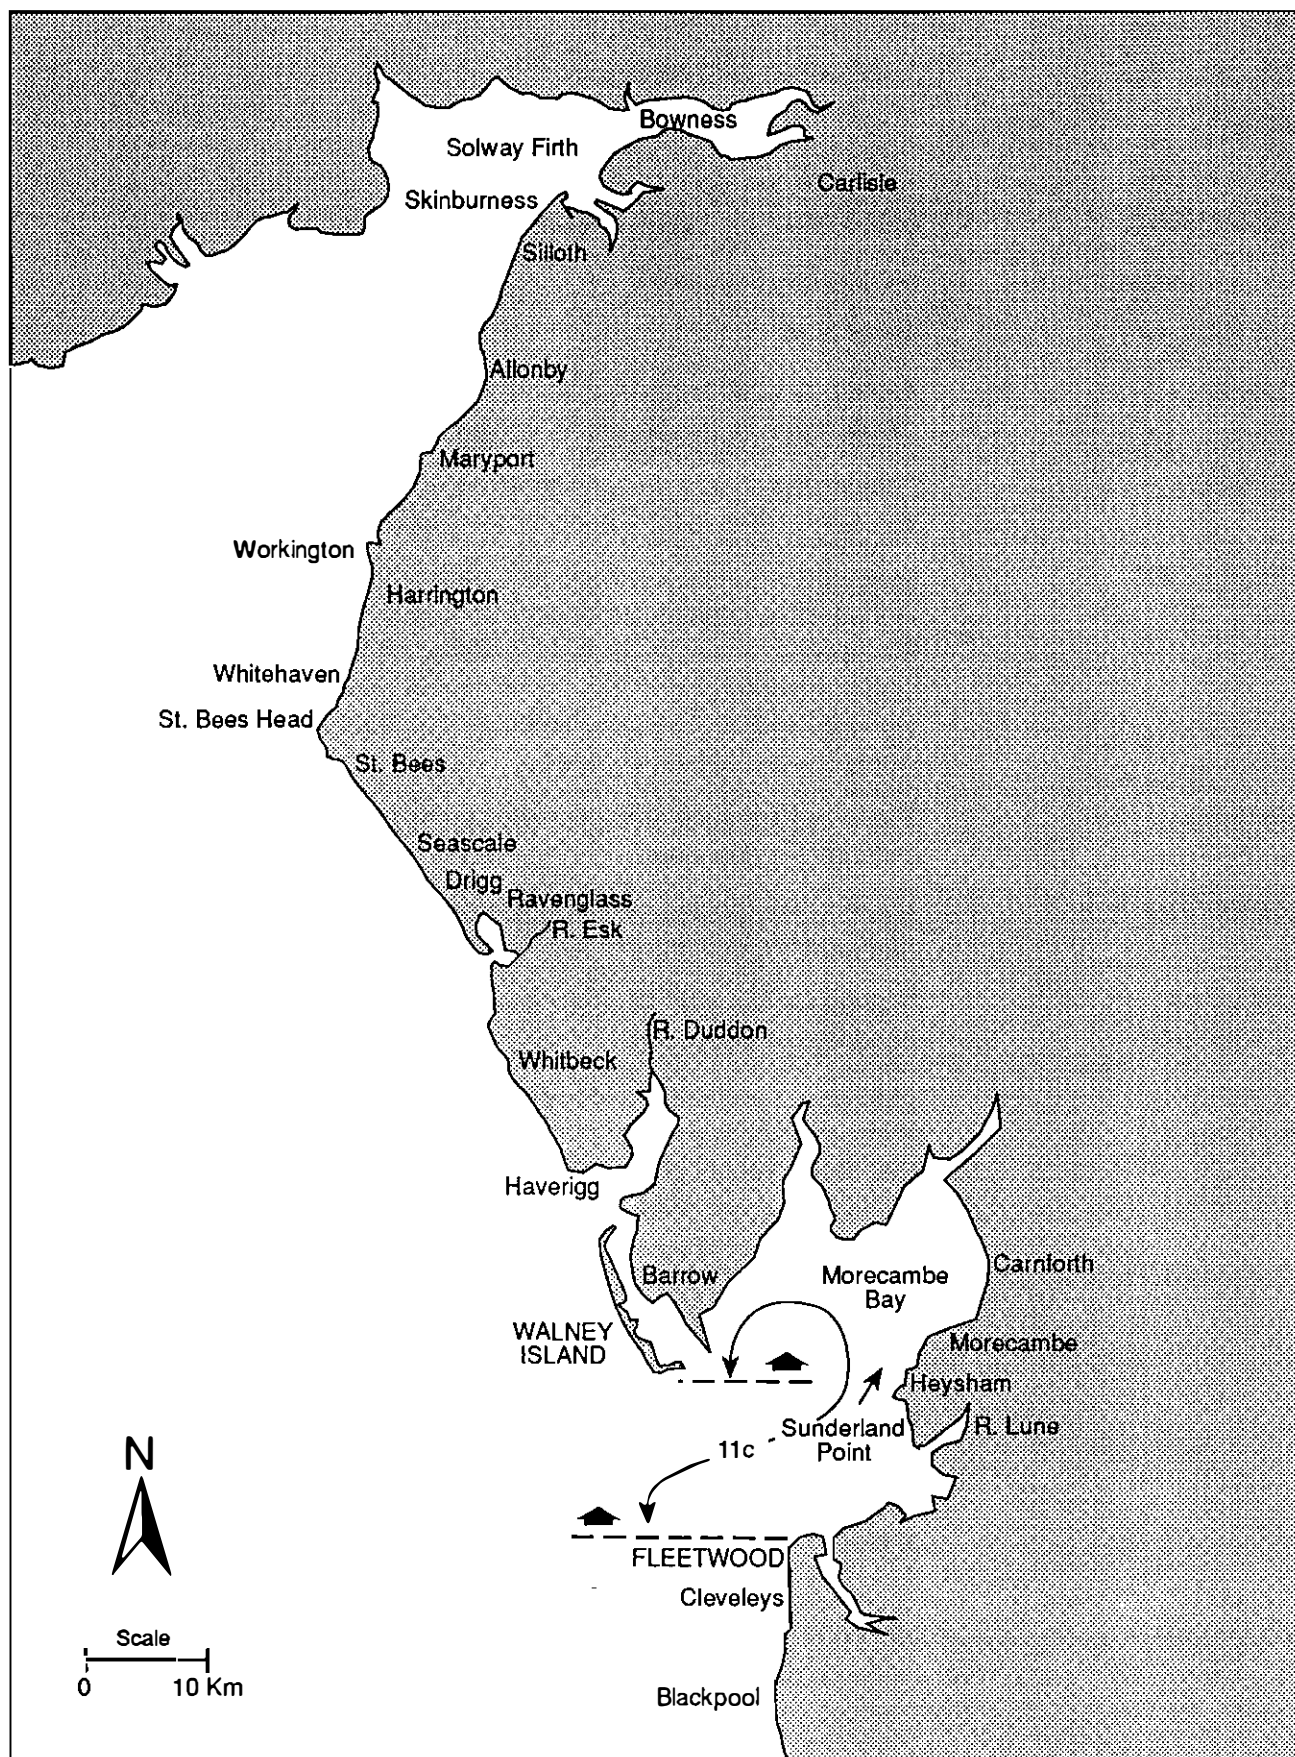 Bowness
Solway Firth
Carlisle
Skinburness
Silloth
Allonby
Maryport
Workington
Harrington
Whitehaven
St. Bees Head
St. Bees
Seascale
Drigg
Ravenglass
R. Esk
R. Duddon
Whitbeck
Haverigg
Carnforth
Barrow
Morecambe
Bay
WALNEY
ISLAND
Morecambe
Heysham
Sunderland
Point
R. Lune
11c
N
FLEETWOOD
Cleveleys
Scale
0
10 Km
Blackpool